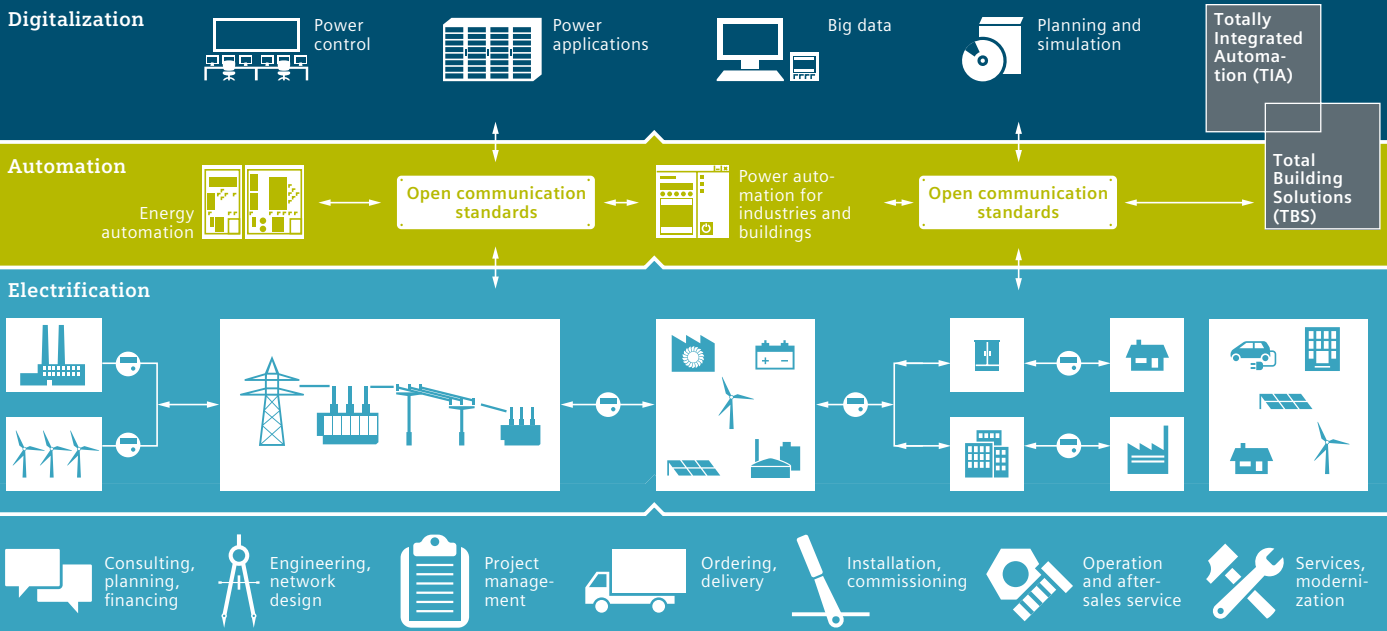 Digitalization
Power
control
Power
applications
Big data
Planning and
simulation
Totally
Integrated
Automa-
tion (TIA)
Automation
Energy
automation
Open communication
standards
Power auto-
mation for
industries and
buildings
Open communication
standards
Total
Building
Solutions
(TBS)
Electrification
Consulting,
planning,
financing
Engineering,
network
design
Project
manage-
ment
Ordering,
delivery
Installation,
commissioning
Operation
and after-
sales service
Services,
moderni-
zation